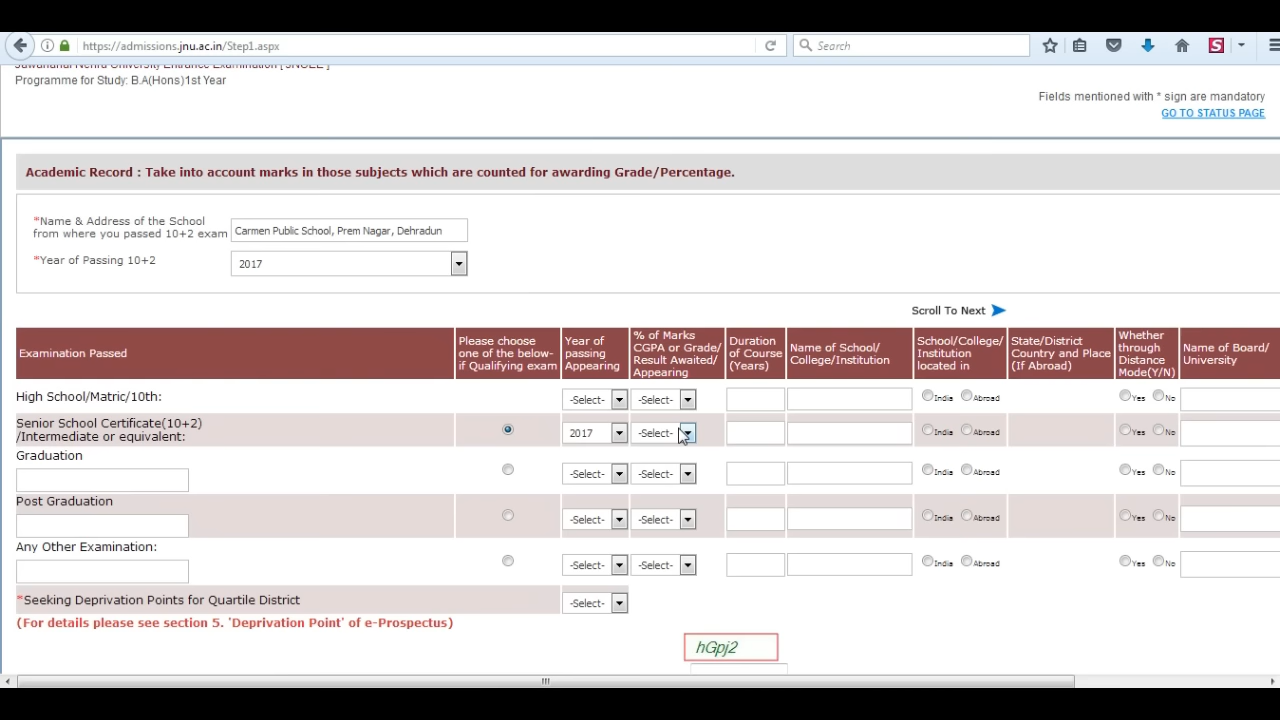 https://admissions.jnu.ac.in/Step1.aspx
Search
Jawaharlal Nehru University Entrance Examination [ JNUEE ]
Programme for Study: B.A(Hons)1st Year
Fields mentioned with * sign are mandatory
GO TO STATUS PAGE
Academic Record : Take into account marks in those subjects which are counted for awarding Grade/Percentage.
*Name & Address of the School
from where you passed 10+2 exam
Carmen Public School, Prem Nagar, Dehradun
*Year of Passing 10+2
2017
Scroll To Next
Examination Passed
Please choose
one of the below-
if Qualifying exam
Year of
passing
Appearing
% of Marks
CGPA or Grade/
Result Awaited/
Appearing
Duration
of Course
(Years)
Name of School/
College/Institution
School/College/
Institution
located in
State/District
Country and Place
(If Abroad)
Whether
through
Distance
Mode(Y/N)
Name of Board/
University
High School/Matric/10th:
-Select-
-Select-
India
Abroad
Yes
No
Senior School Certificate(10+2)
/Intermediate or equivalent:
2017
-Select-
India
Abroad
Yes
No
Graduation
-Select-
-Select-
India
Abroad
Yes
No
Post Graduation
-Select-
-Select-
India
Abroad
Yes
No
Any Other Examination:
-Select-
-Select-
India
Abroad
Yes
No
*Seeking Deprivation Points for Quartile District
-Select-
(For details please see section 5. 'Deprivation Point' of e-Prospectus)
hGpj2